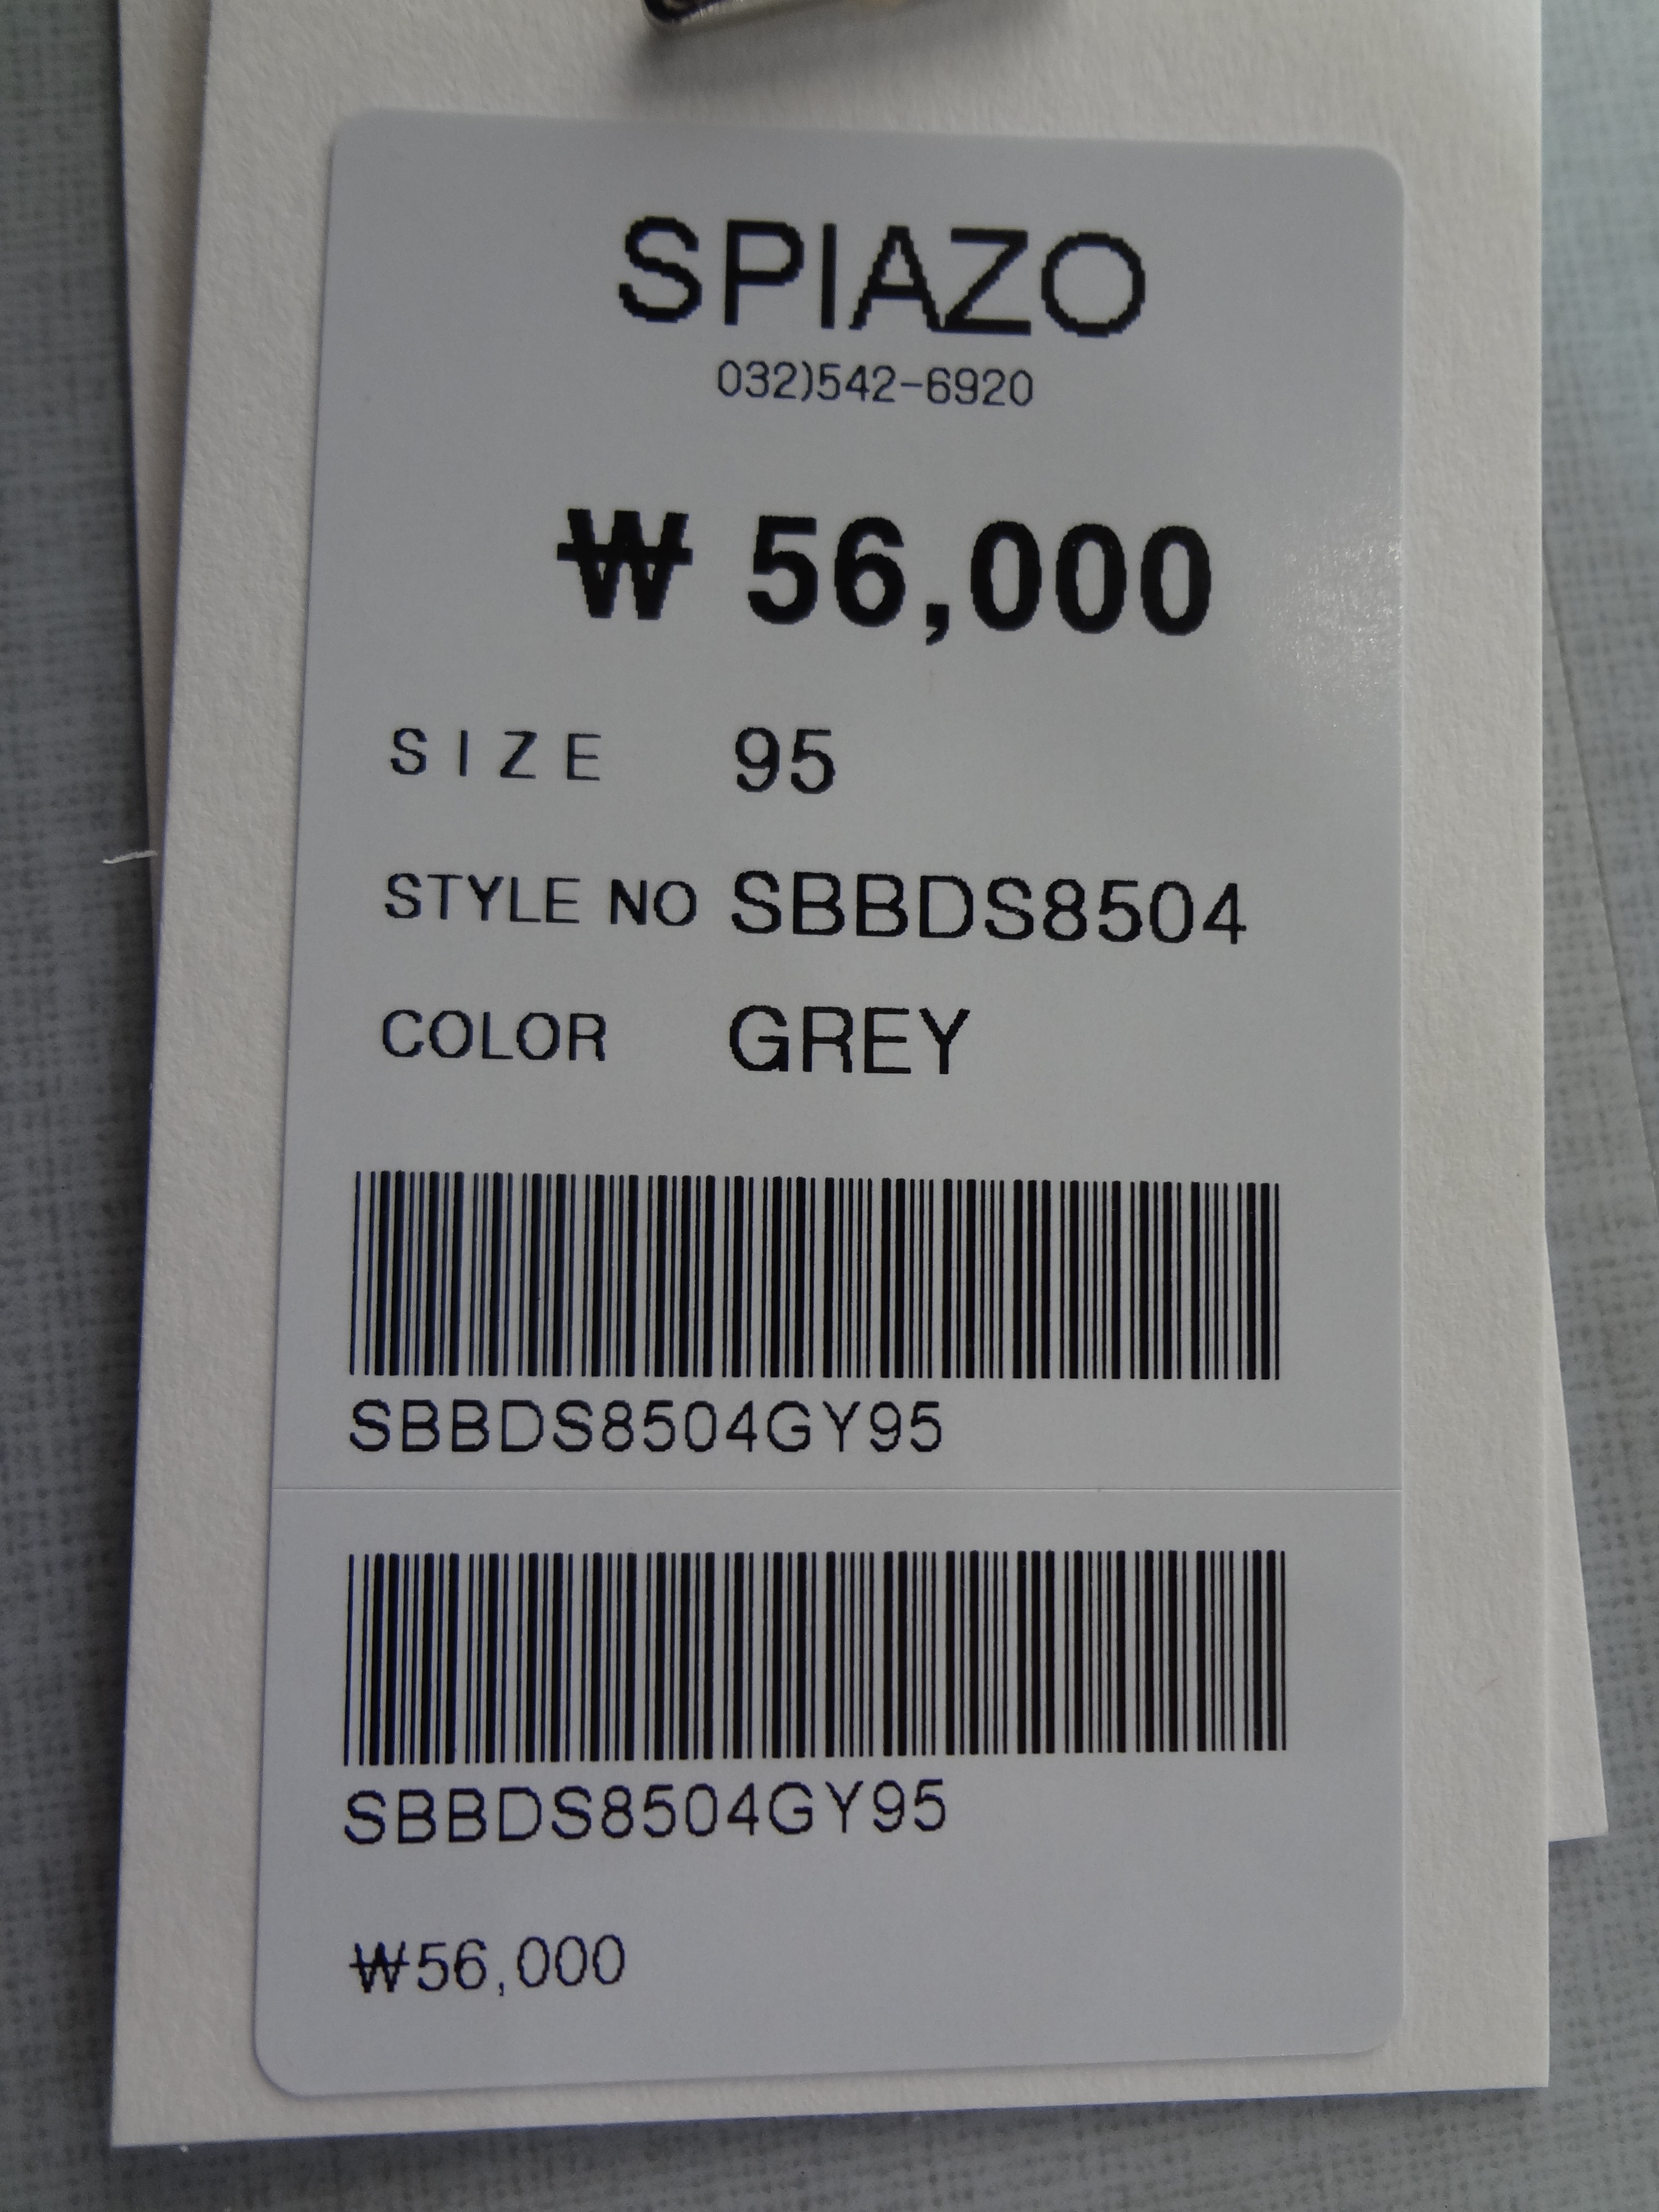 SPIAZO
032)542-6920
₩ 56,000
SIZE 95
STYLE NO SBBDS8504
COLOR GREY
SBBDS8504GY95
SBBDS8504GY95
₩56,000